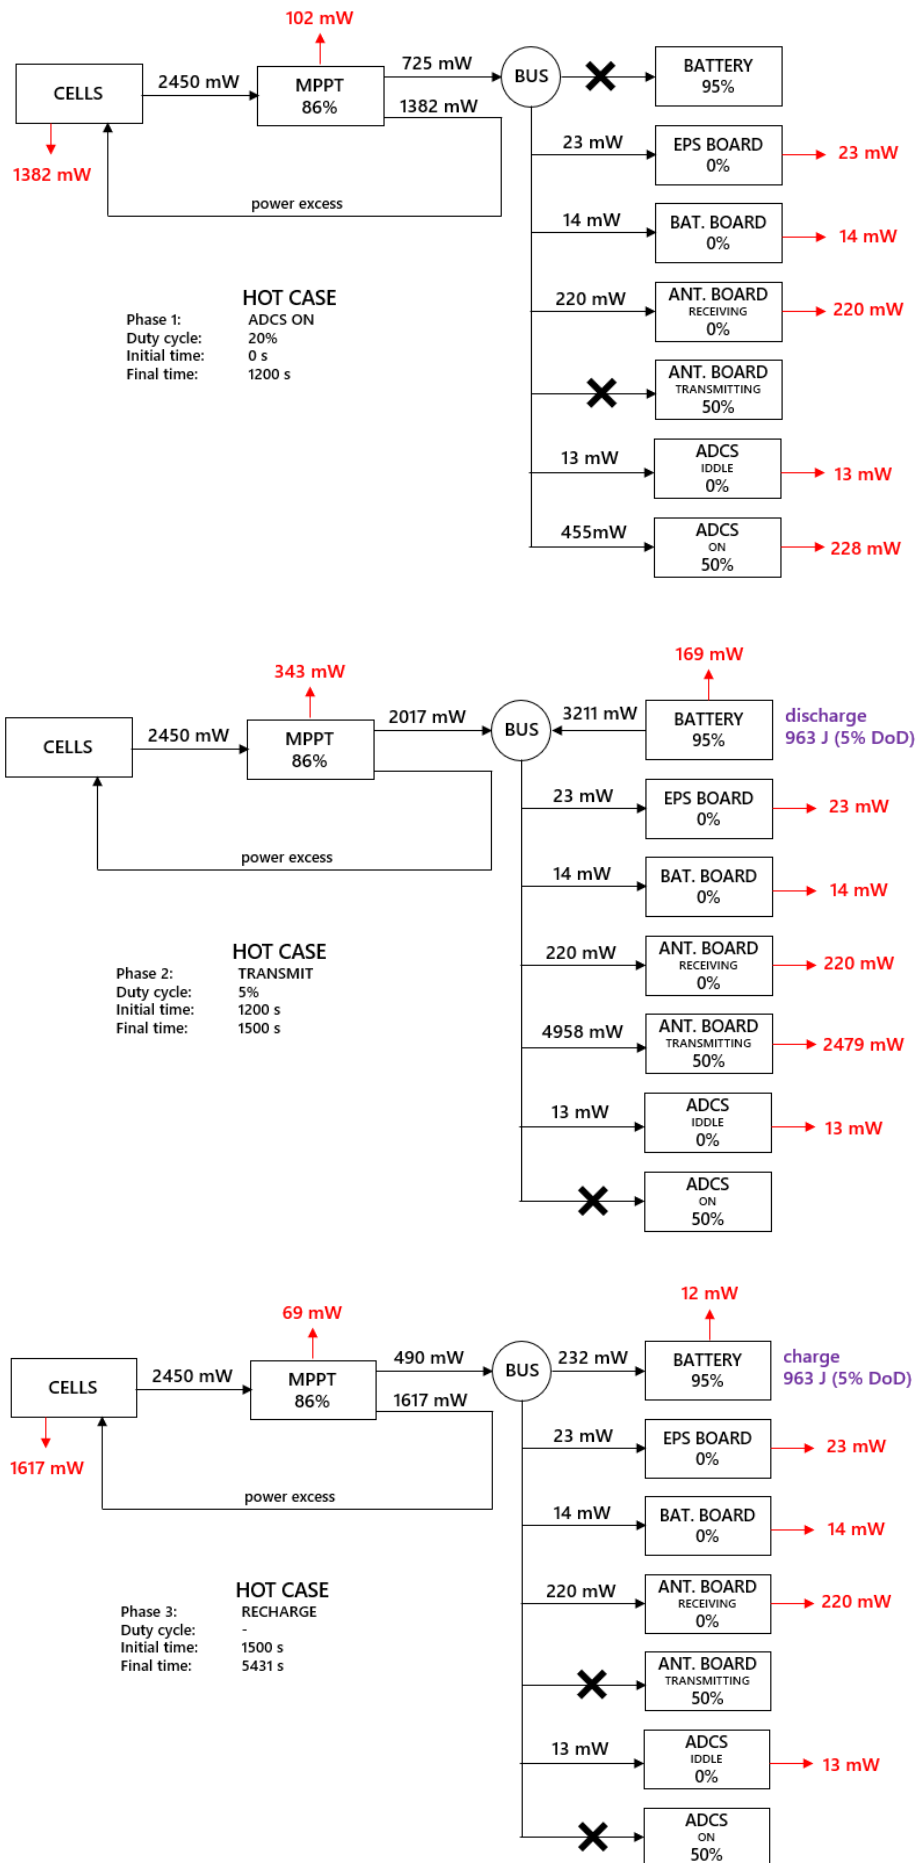 102 mW
CELLS
2450 mW
MPPT
86%
725 mW
1382 mW
BUS
BATTERY
95%
1382 mW
power excess
23 mW
EPS BOARD
0%
23 mW
14 mW
BAT. BOARD
0%
14 mW
220 mW
ANT. BOARD
RECEIVING
0%
220 mW
ANT. BOARD
TRANSMITTING
50%
13 mW
ADCS
IDDLE
0%
13 mW
455mW
ADCS
ON
50%
228 mW
HOT CASE
Phase 1: ADCS ON
Duty cycle: 20%
Initial time: 0 s
Final time: 1200 s
343 mW
CELLS
2450 mW
MPPT
86%
2017 mW
BUS
3211 mW
169 mW
BATTERY
95%
discharge
963 J (5% DoD)
power excess
23 mW
EPS BOARD
0%
23 mW
14 mW
BAT. BOARD
0%
14 mW
220 mW
ANT. BOARD
RECEIVING
0%
220 mW
4958 mW
ANT. BOARD
TRANSMITTING
50%
2479 mW
13 mW
ADCS
IDDLE
0%
13 mW
ADCS
ON
50%
HOT CASE
Phase 2: TRANSMIT
Duty cycle: 5%
Initial time: 1200 s
Final time: 1500 s
69 mW
CELLS
2450 mW
MPPT
86%
490 mW
1617 mW
BUS
232 mW
12 mW
BATTERY
95%
charge
963 J (5% DoD)
1617 mW
power excess
23 mW
EPS BOARD
0%
23 mW
14 mW
BAT. BOARD
0%
14 mW
220 mW
ANT. BOARD
RECEIVING
0%
220 mW
ANT. BOARD
TRANSMITTING
50%
13 mW
ADCS
IDDLE
0%
13 mW
ADCS
ON
50%
HOT CASE
Phase 3: RECHARGE
Duty cycle: -
Initial time: 1500 s
Final time: 5431 s